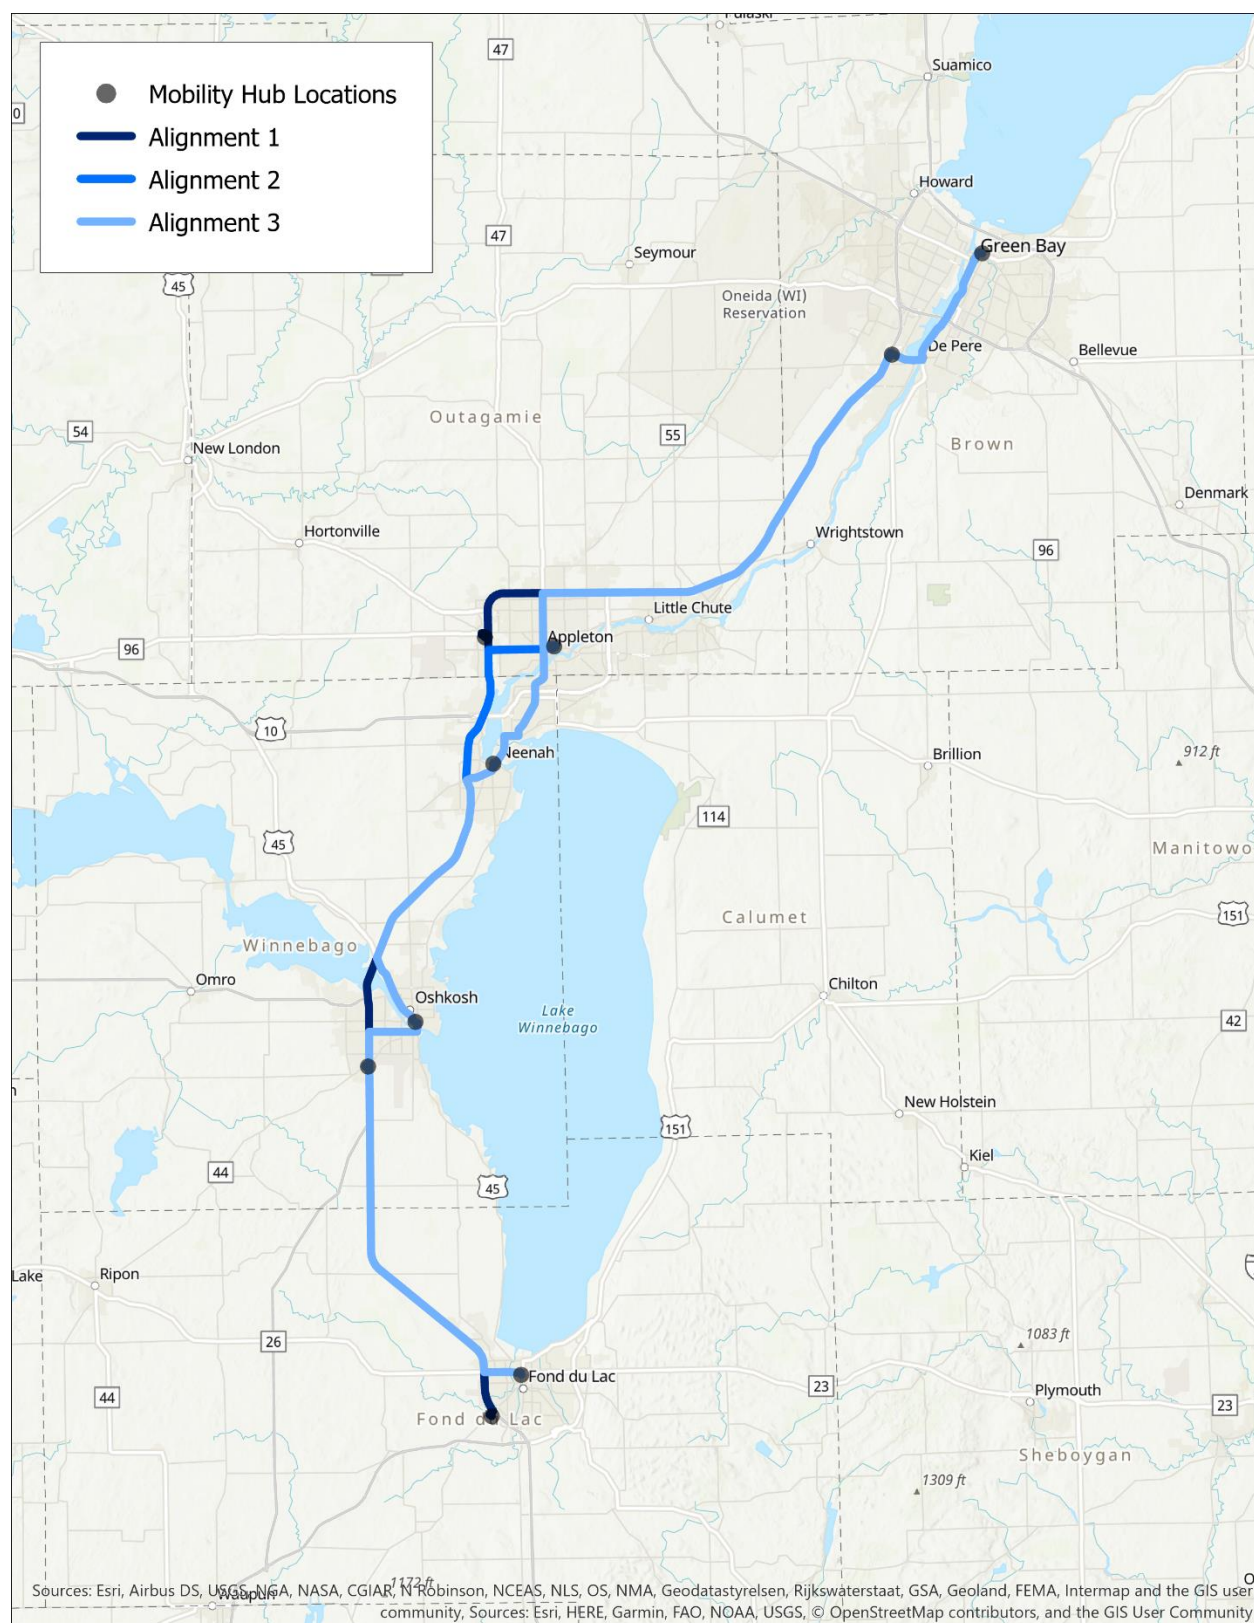 Pulaski
47
Suamico
Mobility Hub Locations
Alignment 1
Alignment 2
Alignment 3
0
Howard
47
Green Bay
Seymour
45
Oneida (WI)
Reservation
De Pere
Bellevue
Outagamie
54
55
Brown
New London
Denmark
Hortonville
Wrightstown
96
Little Chute
Appleton
96
10
Neenah
Brillion
912 ft
114
45
Manitowo
Calumet
151
Winnebago
Omro
Chilton
Oshkosh
Lake
Winnebago
42
New Holstein
151
Kiel
44
45
Lake
Ripon
26
1083 ft
Fond du Lac
23
Plymouth
44
23
Fond du Lac
Sheboygan
1309 ft
1172 ft
Waupun
Sources: Esri, Airbus DS, USGS, NGA, NASA, CGIAR, N Robinson, NCEAS, NLS, OS, NMA, Geodatastyrelsen, Rijkswaterstaat, GSA, Geoland, FEMA, Intermap and the GIS user
community, Sources: Esri, HERE, Garmin, FAO, NOAA, USGS, © OpenStreetMap contributors, and the GIS User Community